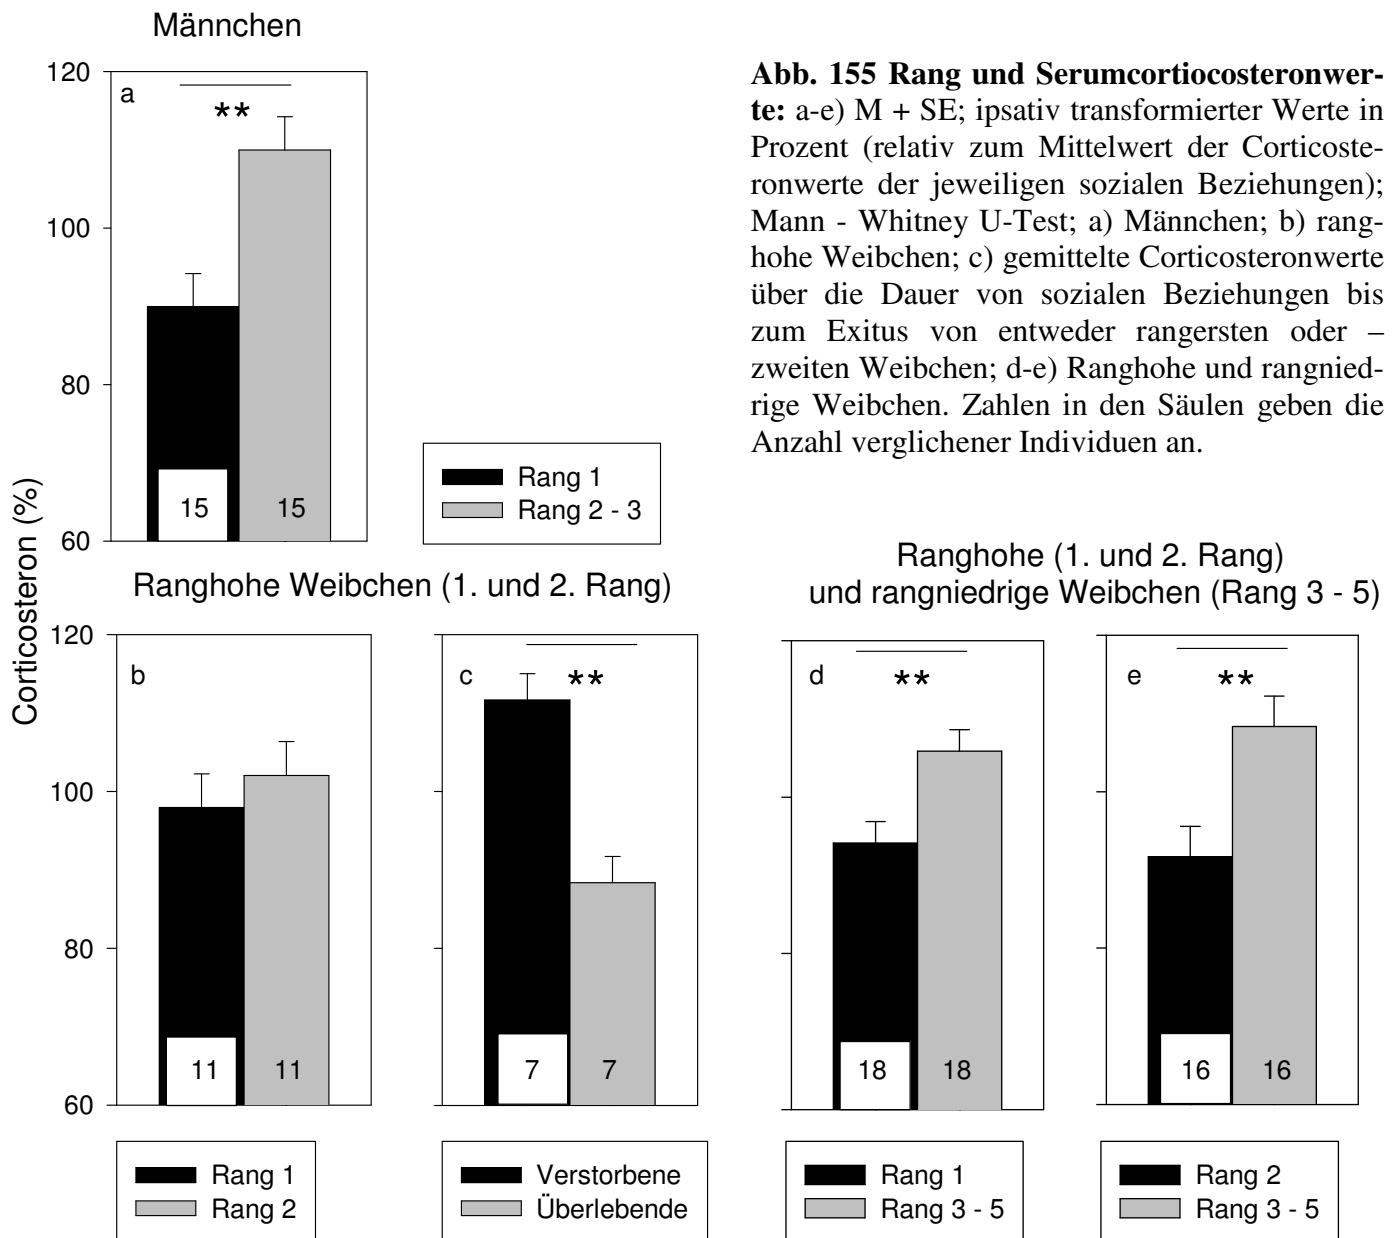 Männchen
Abb. 155 Rang und Serumcortiocosteronwer-
te: a-e) M + SE; ipsativ transformierter Werte in
Prozent (relativ zum Mittelwert der Corticoste-
ronwerte der jeweiligen sozialen Beziehungen);
Mann - Whitney U-Test; a) Männchen; b) rang-
hohe Weibchen; c) gemittelte Corticosteronwerte
über die Dauer von sozialen Beziehungen bis
zum Exitus von entweder rangersten oder –
zweiten Weibchen; d-e) Ranghohe und rangnied-
rige Weibchen. Zahlen in den Säulen geben die
Anzahl verglichener Individuen an.
120
a
**
100
80
60
15 15
Rang 1
Rang 2 - 3
Corticosteron (%)
Ranghohe Weibchen (1. und 2. Rang)
Ranghohe (1. und 2. Rang)
und rangniedrige Weibchen (Rang 3 - 5)
120
100
80
60
b
11 11
c
**
7 7
d
**
18 18
e
**
16 16
Rang 1
Rang 2
Verstorbene
Überlebende
Rang 1
Rang 3 - 5
Rang 2
Rang 3 - 5